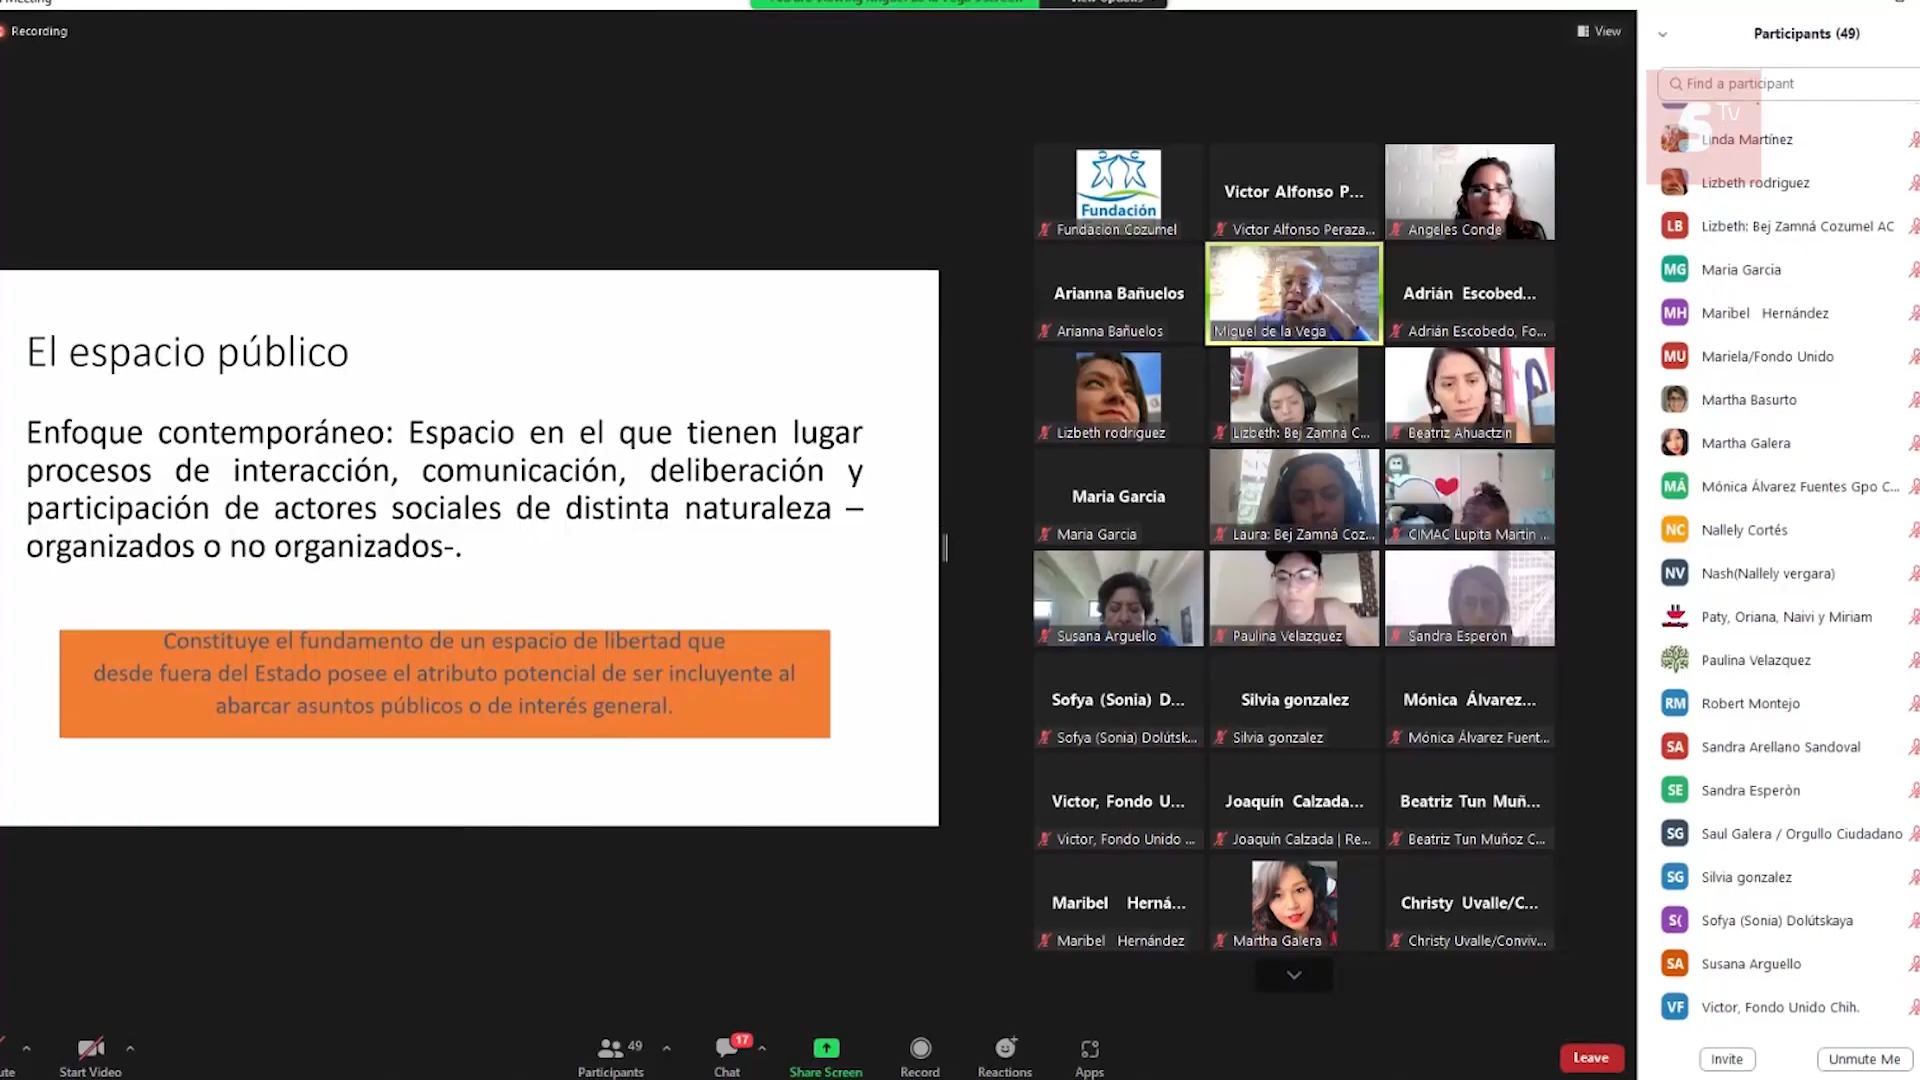 Recording
View
El espacio público
Enfoque contemporáneo: Espacio en el que tienen lugar
procesos de interacción, comunicación, deliberación y
participación de actores sociales de distinta naturaleza –
organizados o no organizados-.
Constituye el fundamento de un espacio de libertad que
desde fuera del Estado posee el atributo potencial de ser incluyente al
abarcar asuntos públicos o de interés general.
Fundación
Fundación Cozumel
Victor Alfonso P...
Victor Alfonso Peraza...
Angeles Conde
Arianna Bañuelos
Arianna Bañuelos
Miguel de la Vega
Adrián Escobed...
Adrián Escobedo, Fo...
Lizbeth rodriguez
Lizbeth: Bej Zamná C...
Beatriz Ahuactzin
Maria Garcia
Maria Garcia
Laura: Bej Zamná Coz...
CIMAC Lupita Martin ...
Susana Arguello
Paulina Velazquez
Sandra Esperòn
Sofya (Sonia) D...
Sofya (Sonia) Dolútsk...
Silvia gonzalez
Silvia gonzalez
Mónica Álvarez...
Mónica Álvarez Fuent...
Victor, Fondo U...
Victor, Fondo Unido ...
Joaquín Calzada...
Joaquín Calzada | Re...
Beatriz Tun Muñ...
Beatriz Tun Muñoz C...
Maribel Herná...
Maribel Hernández
Martha Galera
Christy Uvalle/C...
Christy Uvalle/Conviv...
Participants (49)
Find a participant
S Tv
Linda Martínez
Lizbeth rodriguez
LB Lizbeth: Bej Zamná Cozumel AC
MG Maria Garcia
MH Maribel Hernández
MU Mariela/Fondo Unido
Martha Basurto
Martha Galera
MÁ Mónica Álvarez Fuentes Gpo C...
NC Nallely Cortés
NV Nash(Nallely vergara)
Paty, Oriana, Naivi y Miriam
Paulina Velazquez
RM Robert Montejo
SA Sandra Arellano Sandoval
SE Sandra Esperòn
SG Saul Galera / Orgullo Ciudadano
SG Silvia gonzalez
S( Sofya (Sonia) Dolútskaya
SA Susana Arguello
VF Victor, Fondo Unido Chih.
Invite
Unmute Me
Start Video
49
Participants
17
Chat
Share Screen
Record
Reactions
Apps
Leave